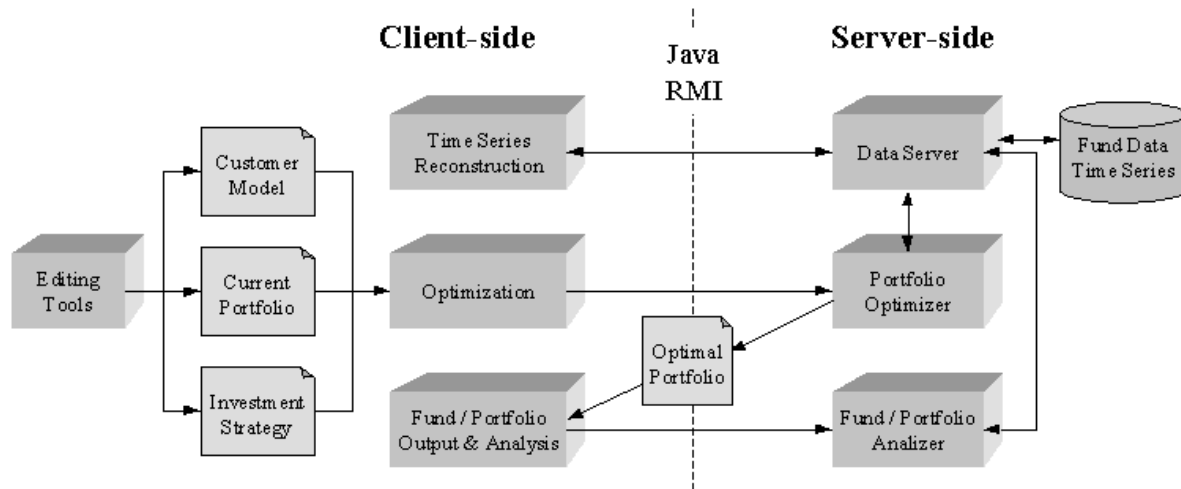 Client-side
Java
RMI
Server-side
Customer
Model
Time Series
Reconstruction
Data Server
Fund Data
Time Series
Editing
Tools
Current
Portfolio
Optimization
Portfolio
Optimizer
Optimal
Portfolio
Investment
Strategy
Fund / Portfolio
Output & Analysis
Fund / Portfolio
Analizer